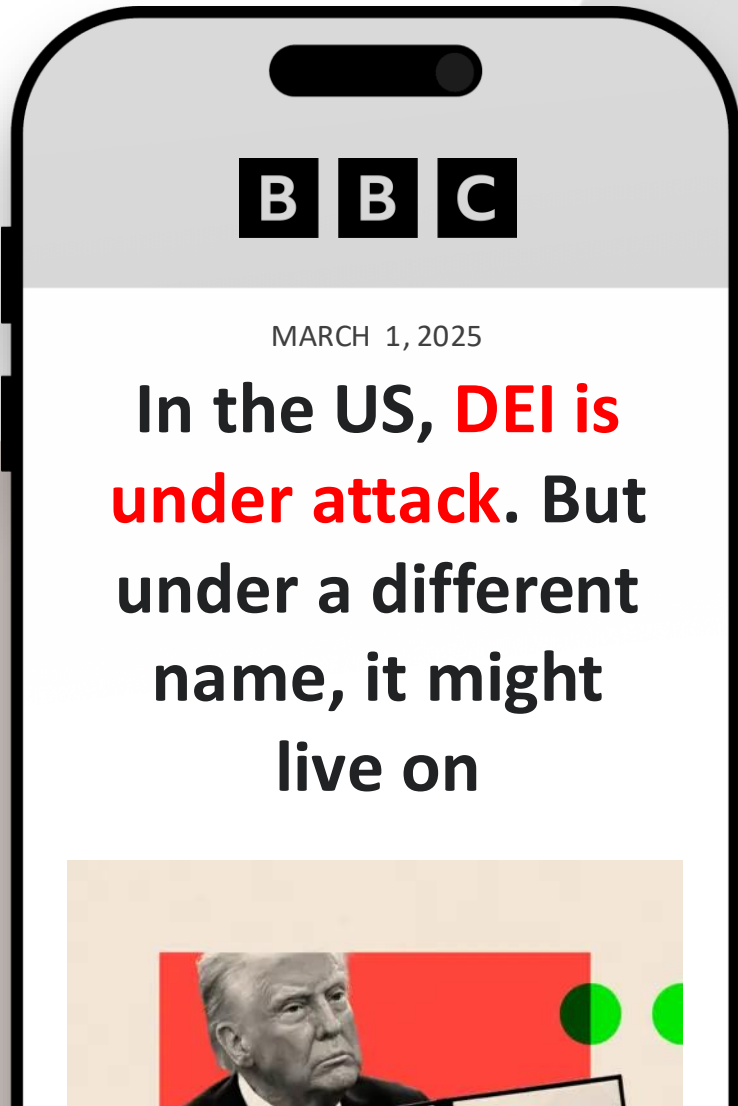 BBC
MARCH 1, 2025
In the US, DEI is
under attack. But
under a different
name, it might
live on